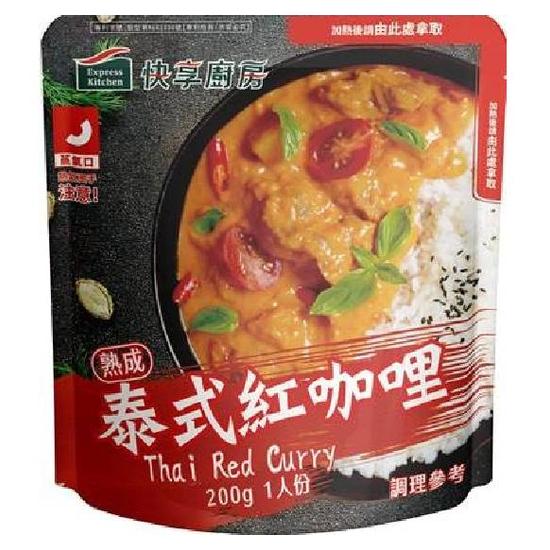 加熱後請由此處拿取
Express
Kitchen
快享廚房
加熱後請由此處拿取
蒸氣口
注意!
熟成
泰式紅咖哩
Thai Red Curry
200g 1人份
調理參考